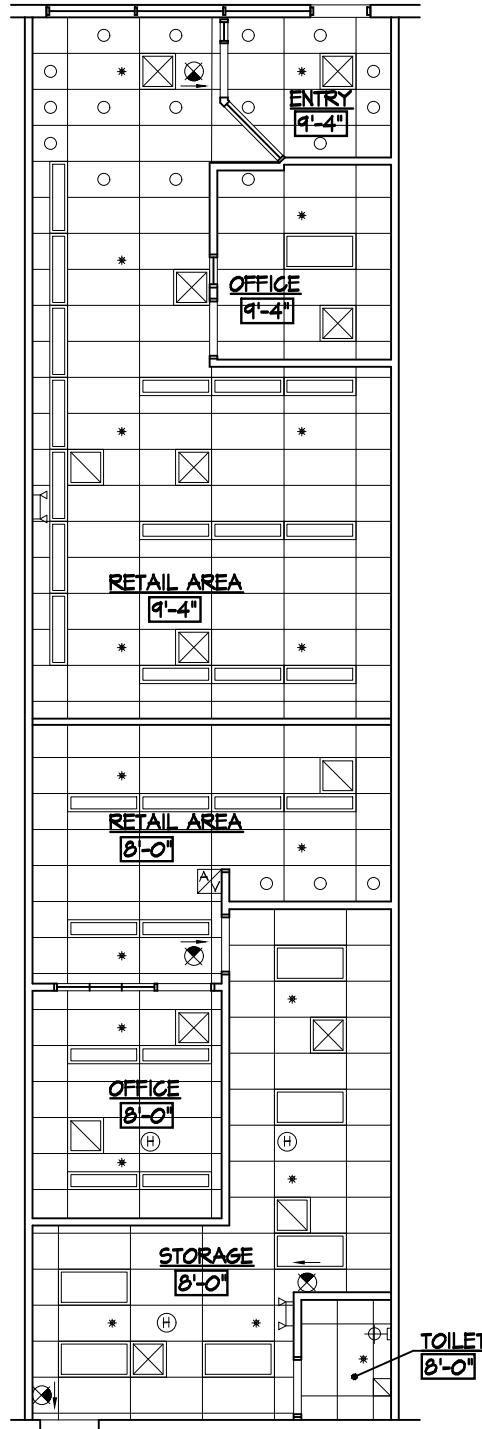 ENTRY
9'-4"
OFFICE
9'-4"
RETAIL AREA
9'-4"
RETAIL AREA
8'-0"
A
OFFICE
8'-0"
H
H
STORAGE
8'-0"
H
TOILET
8'-0"